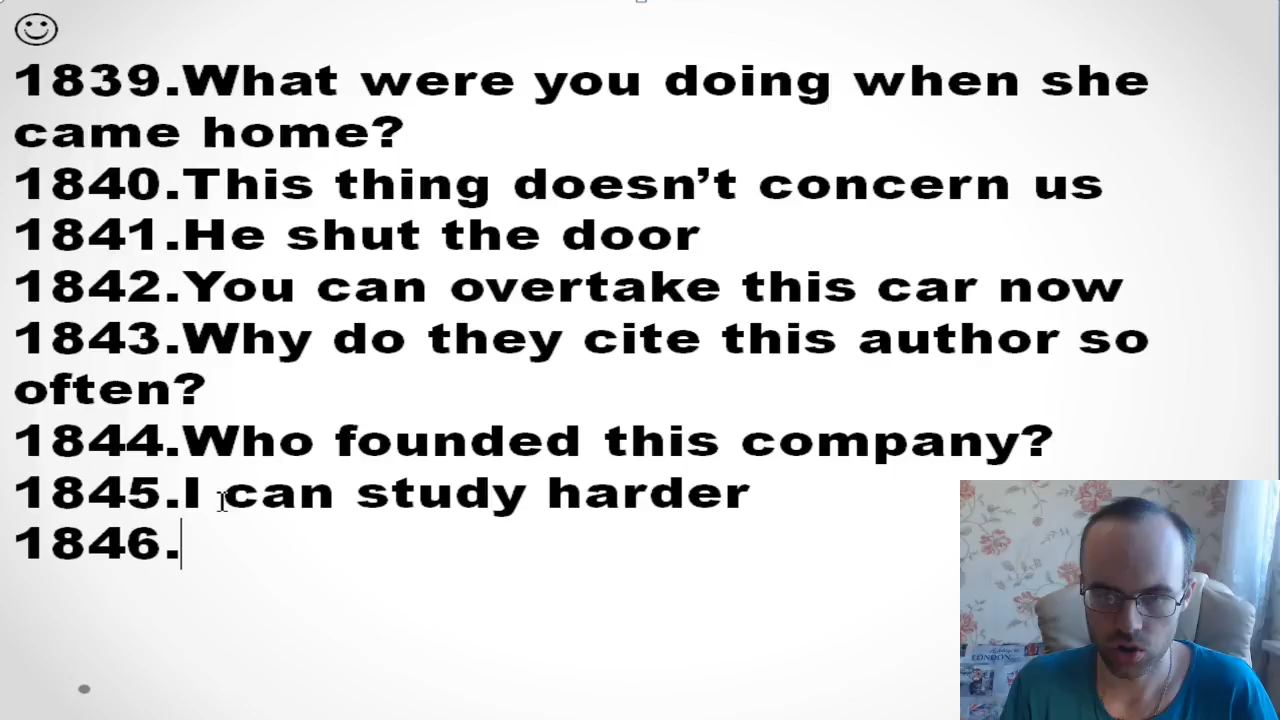 1839.What were you doing when she
came home?
1840.This thing doesn’t concern us
1841.He shut the door
1842.You can overtake this car now
1843.Why do they cite this author so
often?
1844.Who founded this company?
1845.I can study harder
1846.
LONDON